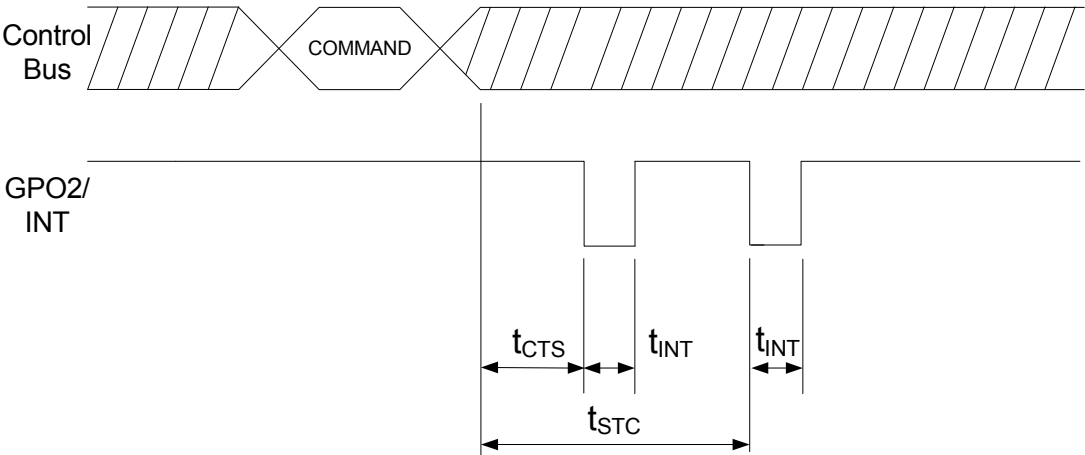 Control
Bus
COMMAND
GPO2/
INT
tCTS
tINT
tINT
tSTC